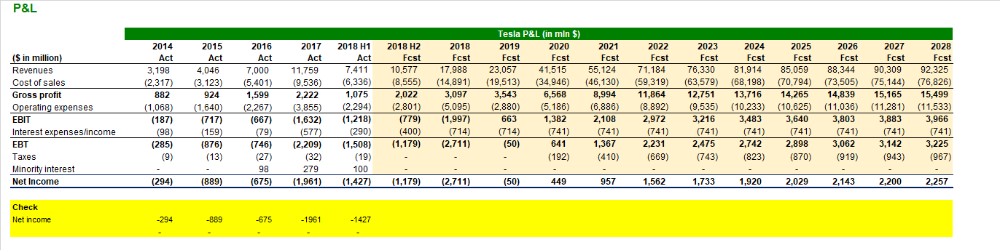 P&L
Tesla P&L (in mln $)
2014 2015 2016 2017 2018 H1 2018 H2 2018 2019 2020 2021 2022 2023 2024 2025 2026 2027 2028
($ in million) Act Act Act Act Act Fcst Fcst Fcst Fcst Fcst Fcst Fcst Fcst Fcst Fcst Fcst Fcst
Revenues 3,198 4,046 7,000 11,759 7,411 10,577 17,988 23,057 41,515 55,124 71,184 76,330 81,914 85,059 88,344 90,309 92,325
Cost of sales (2,317) (3,123) (5,401) (9,536) (6,336) (8,555) (14,891) (19,513) (34,946) (46,130) (59,319) (63,579) (68,198) (70,794) (73,505) (75,144) (76,826)
Gross profit 882 924 1,599 2,222 1,075 2,022 3,097 3,543 6,568 8,994 11,864 12,751 13,716 14,265 14,839 15,165 15,499
Operating expenses (1,068) (1,640) (2,267) (3,855) (2,294) (2,801) (5,095) (2,880) (5,186) (6,886) (8,892) (9,535) (10,233) (10,625) (11,036) (11,281) (11,533)
EBIT (187) (717) (667) (1,632) (1,218) (779) (1,997) 663 1,382 2,108 2,972 3,216 3,483 3,640 3,803 3,883 3,966
Interest expenses/income (98) (159) (79) (577) (290) (400) (714) (714) (741) (741) (741) (741) (741) (741) (741) (741) (741)
EBT (285) (876) (746) (2,209) (1,508) (1,179) (2,711) (50) 641 1,367 2,231 2,475 2,742 2,898 3,062 3,142 3,225
Taxes (9) (13) (27) (32) (19) - - - (192) (410) (669) (743) (823) (870) (919) (943) (967)
Minority interest - - 98 279 100 - - - - - - - - - - - -
Net Income (294) (889) (675) (1,961) (1,427) (1,179) (2,711) (50) 449 957 1,562 1,733 1,920 2,029 2,143 2,200 2,257
Check
Net income -294 -889 -675 -1961 -1427
- - - - -